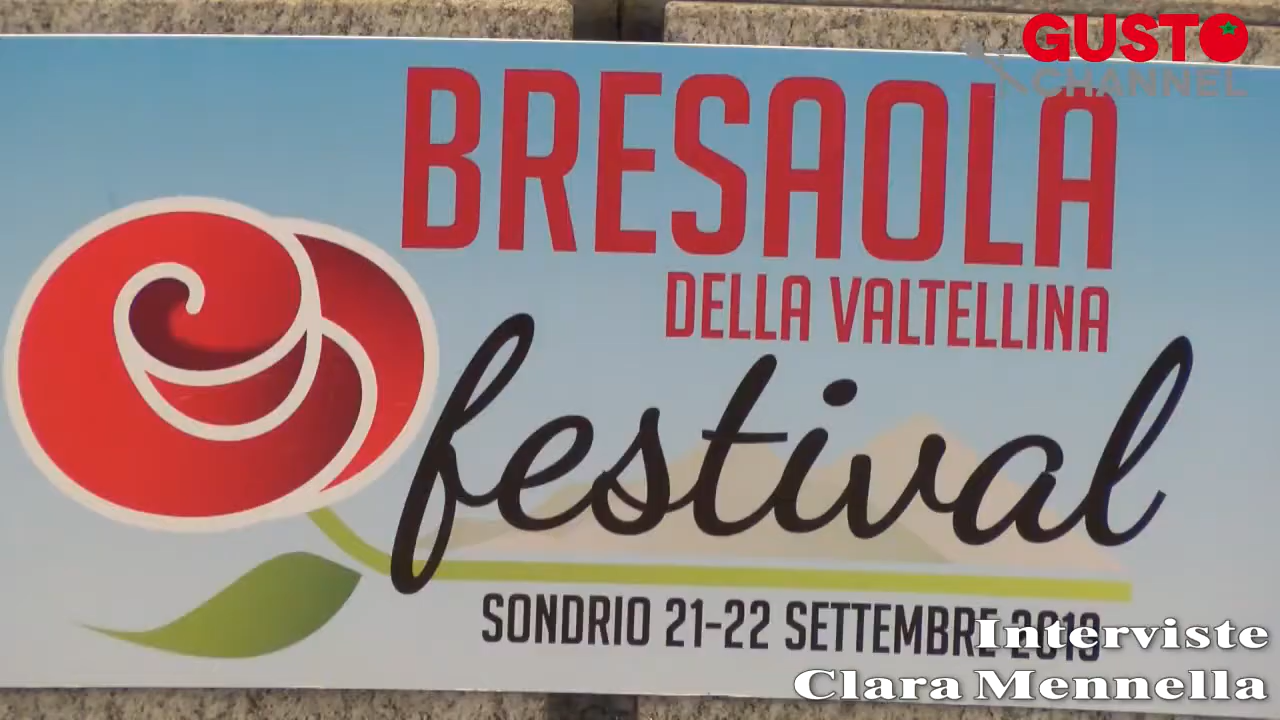 GUSTO
CHANNEL
BRESAOLA
DELLA VALTELLINA
festival
SONDRIO 21-22 SETTEMBRE
Interviste
Clara Mennella